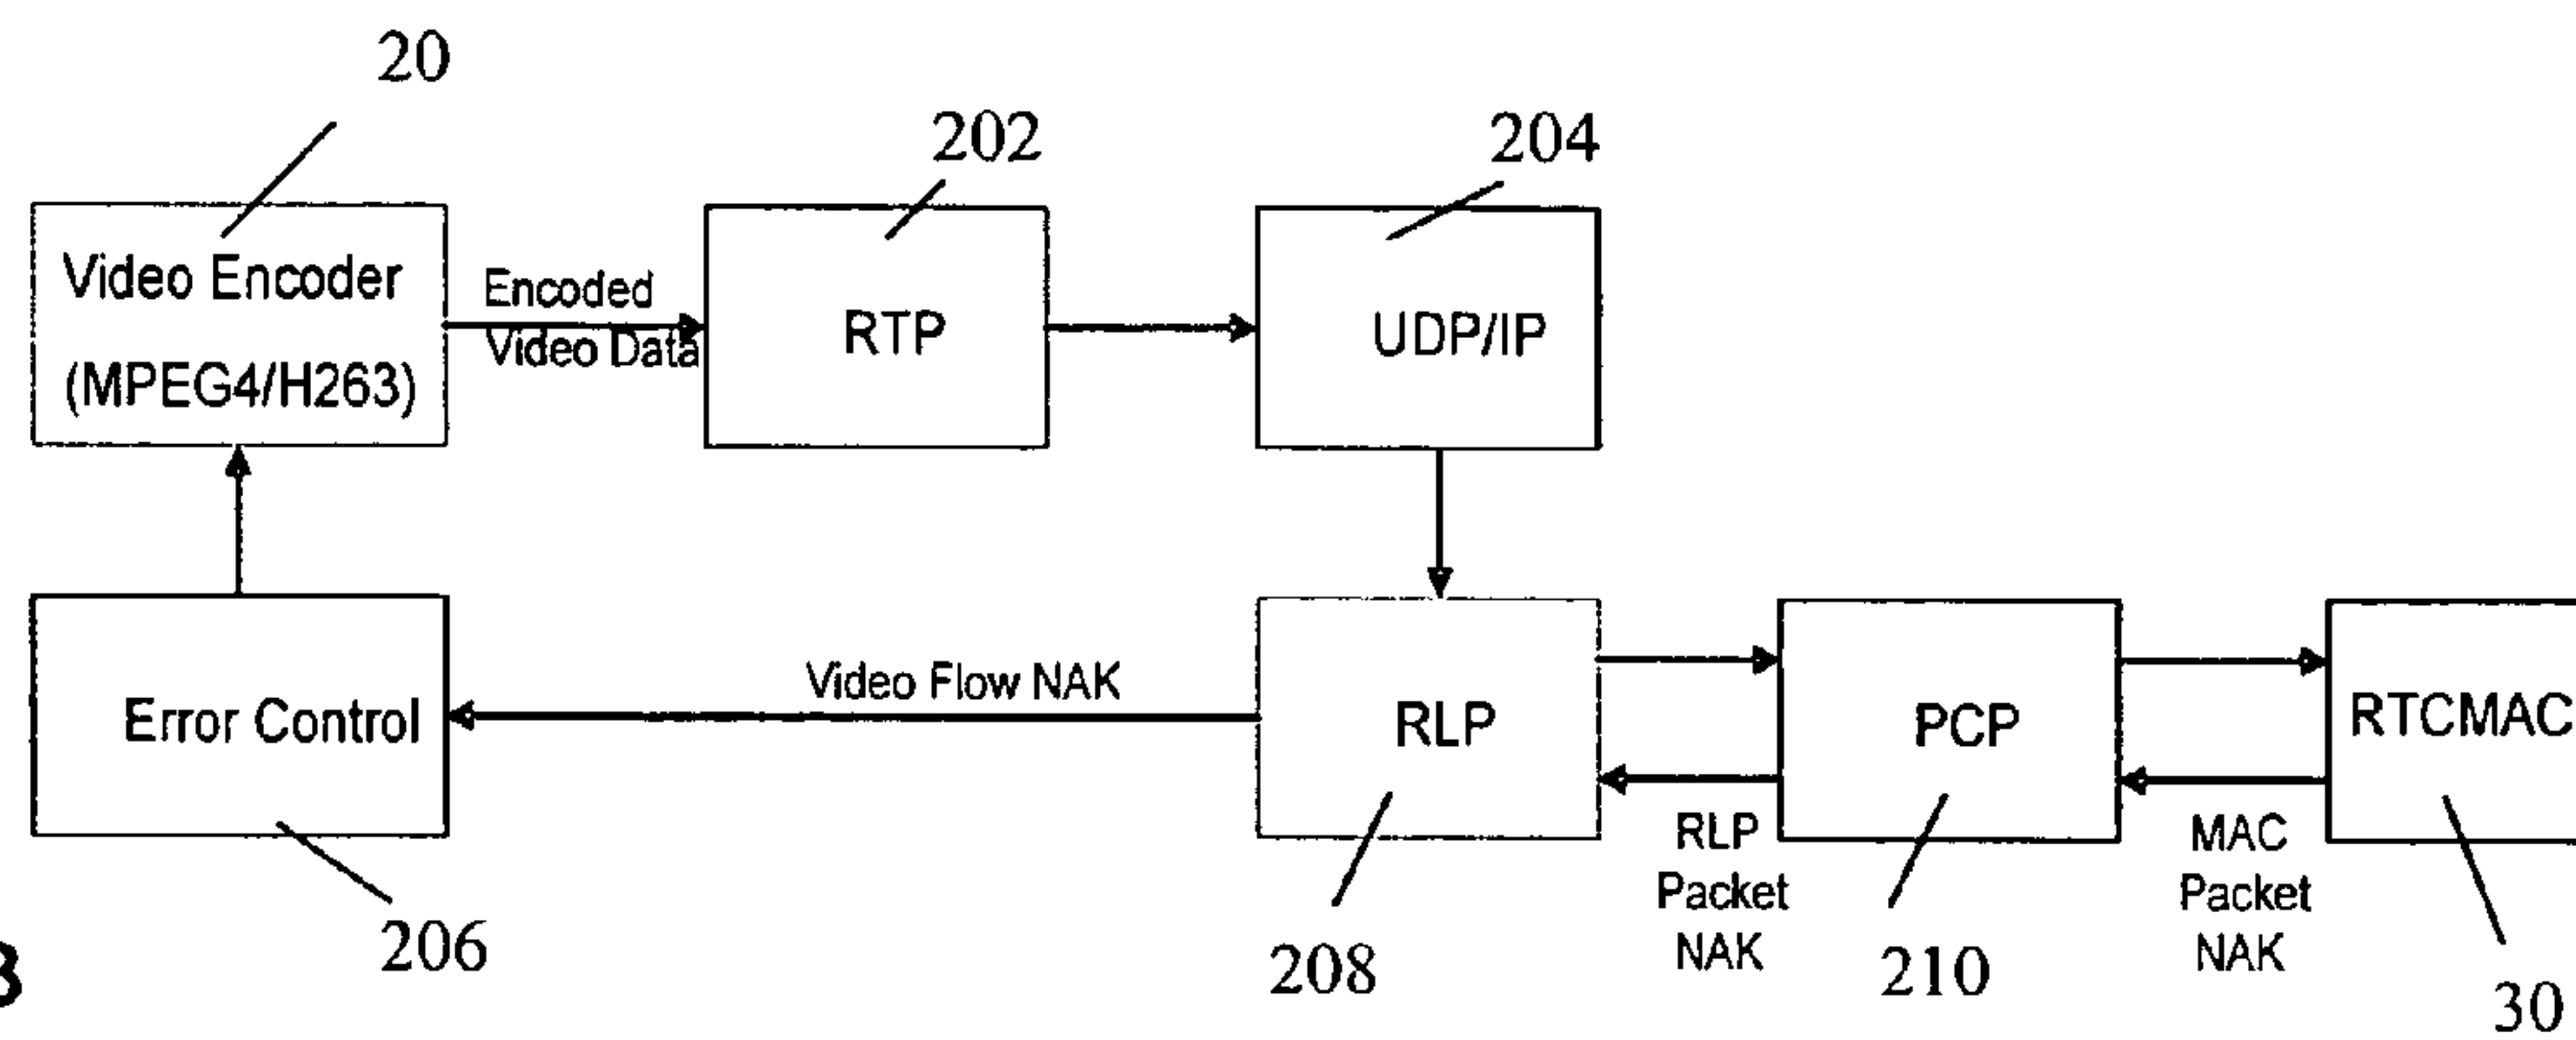 20
202
204
Video Encoder
(MPEG4/H263)
Encoded
Video Data
RTP
UDP/IP
Error Control
Video Flow NAK
RLP
PCP
RTCMAC
RLP
Packet
NAK
MAC
Packet
NAK
206
208
210
30